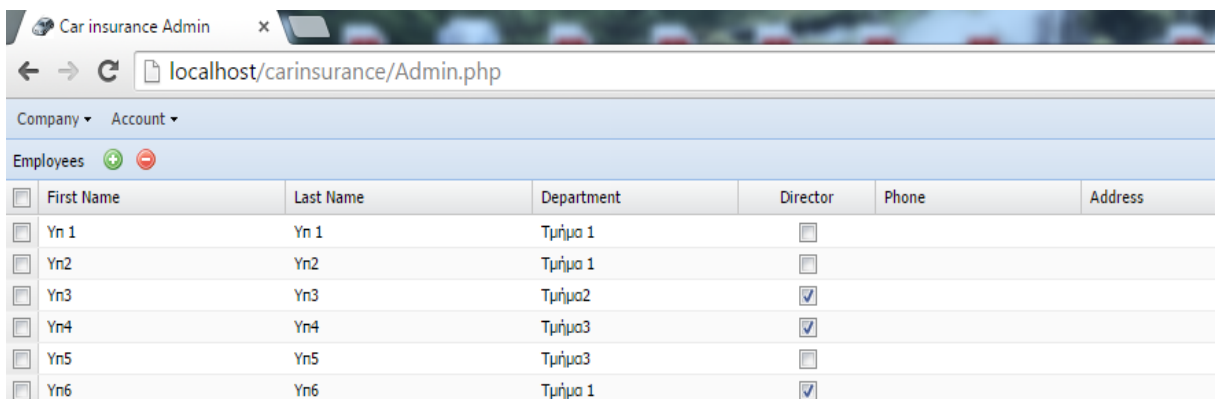 Car insurance Admin
localhost/carinsurance/Admin.php
Company Account
Employees
First Name Last Name Department Director Phone Address
Υπ 1 Υπ 1 Τμήμα 1
Υπ2 Υπ2 Τμήμα 1
Υπ3 Υπ3 Τμήμα2
Υπ4 Υπ4 Τμήμα3
Υπ5 Υπ5 Τμήμα3
Υπ6 Υπ6 Τμήμα 1